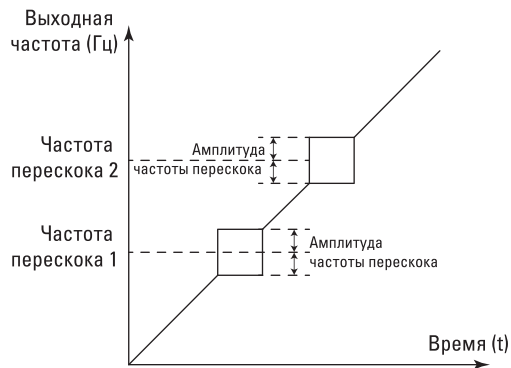 Выходная
частота (Гц)
Частота
перескока 2
Амплитуда
частоты перескока
Частота
перескока 1
Амплитуда
частоты перескока
Время (t)